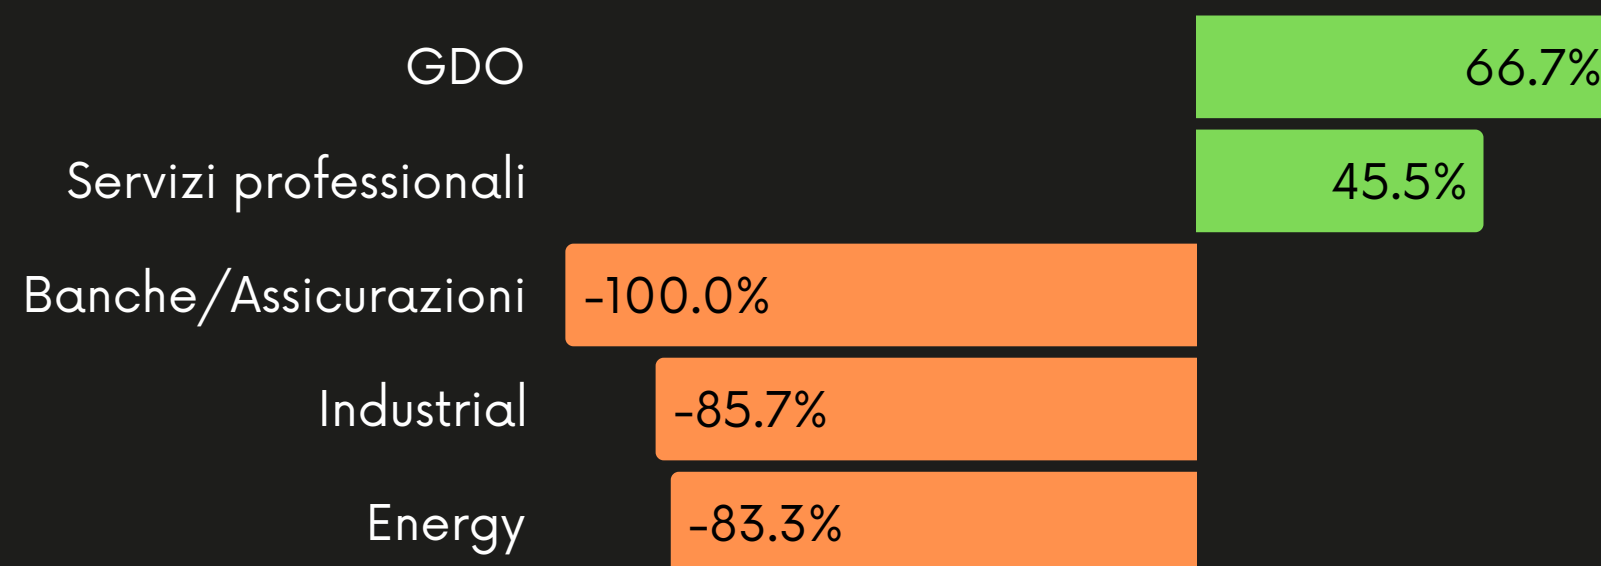 GDO 66.7%
Servizi professionali 45.5%
Banche/Assicurazioni -100.0%
Industrial -85.7%
Energy -83.3%